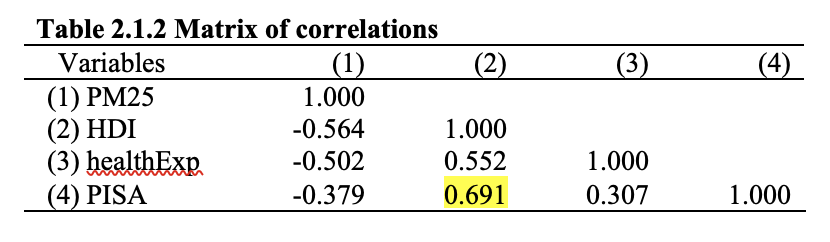 Table 2.1.2 Matrix of correlations
Variables (1) (2) (3) (4)
(1) PM25 1.000
(2) HDI -0.564 1.000
(3) healthExp -0.502 0.552 1.000
(4) PISA -0.379 0.691 0.307 1.000